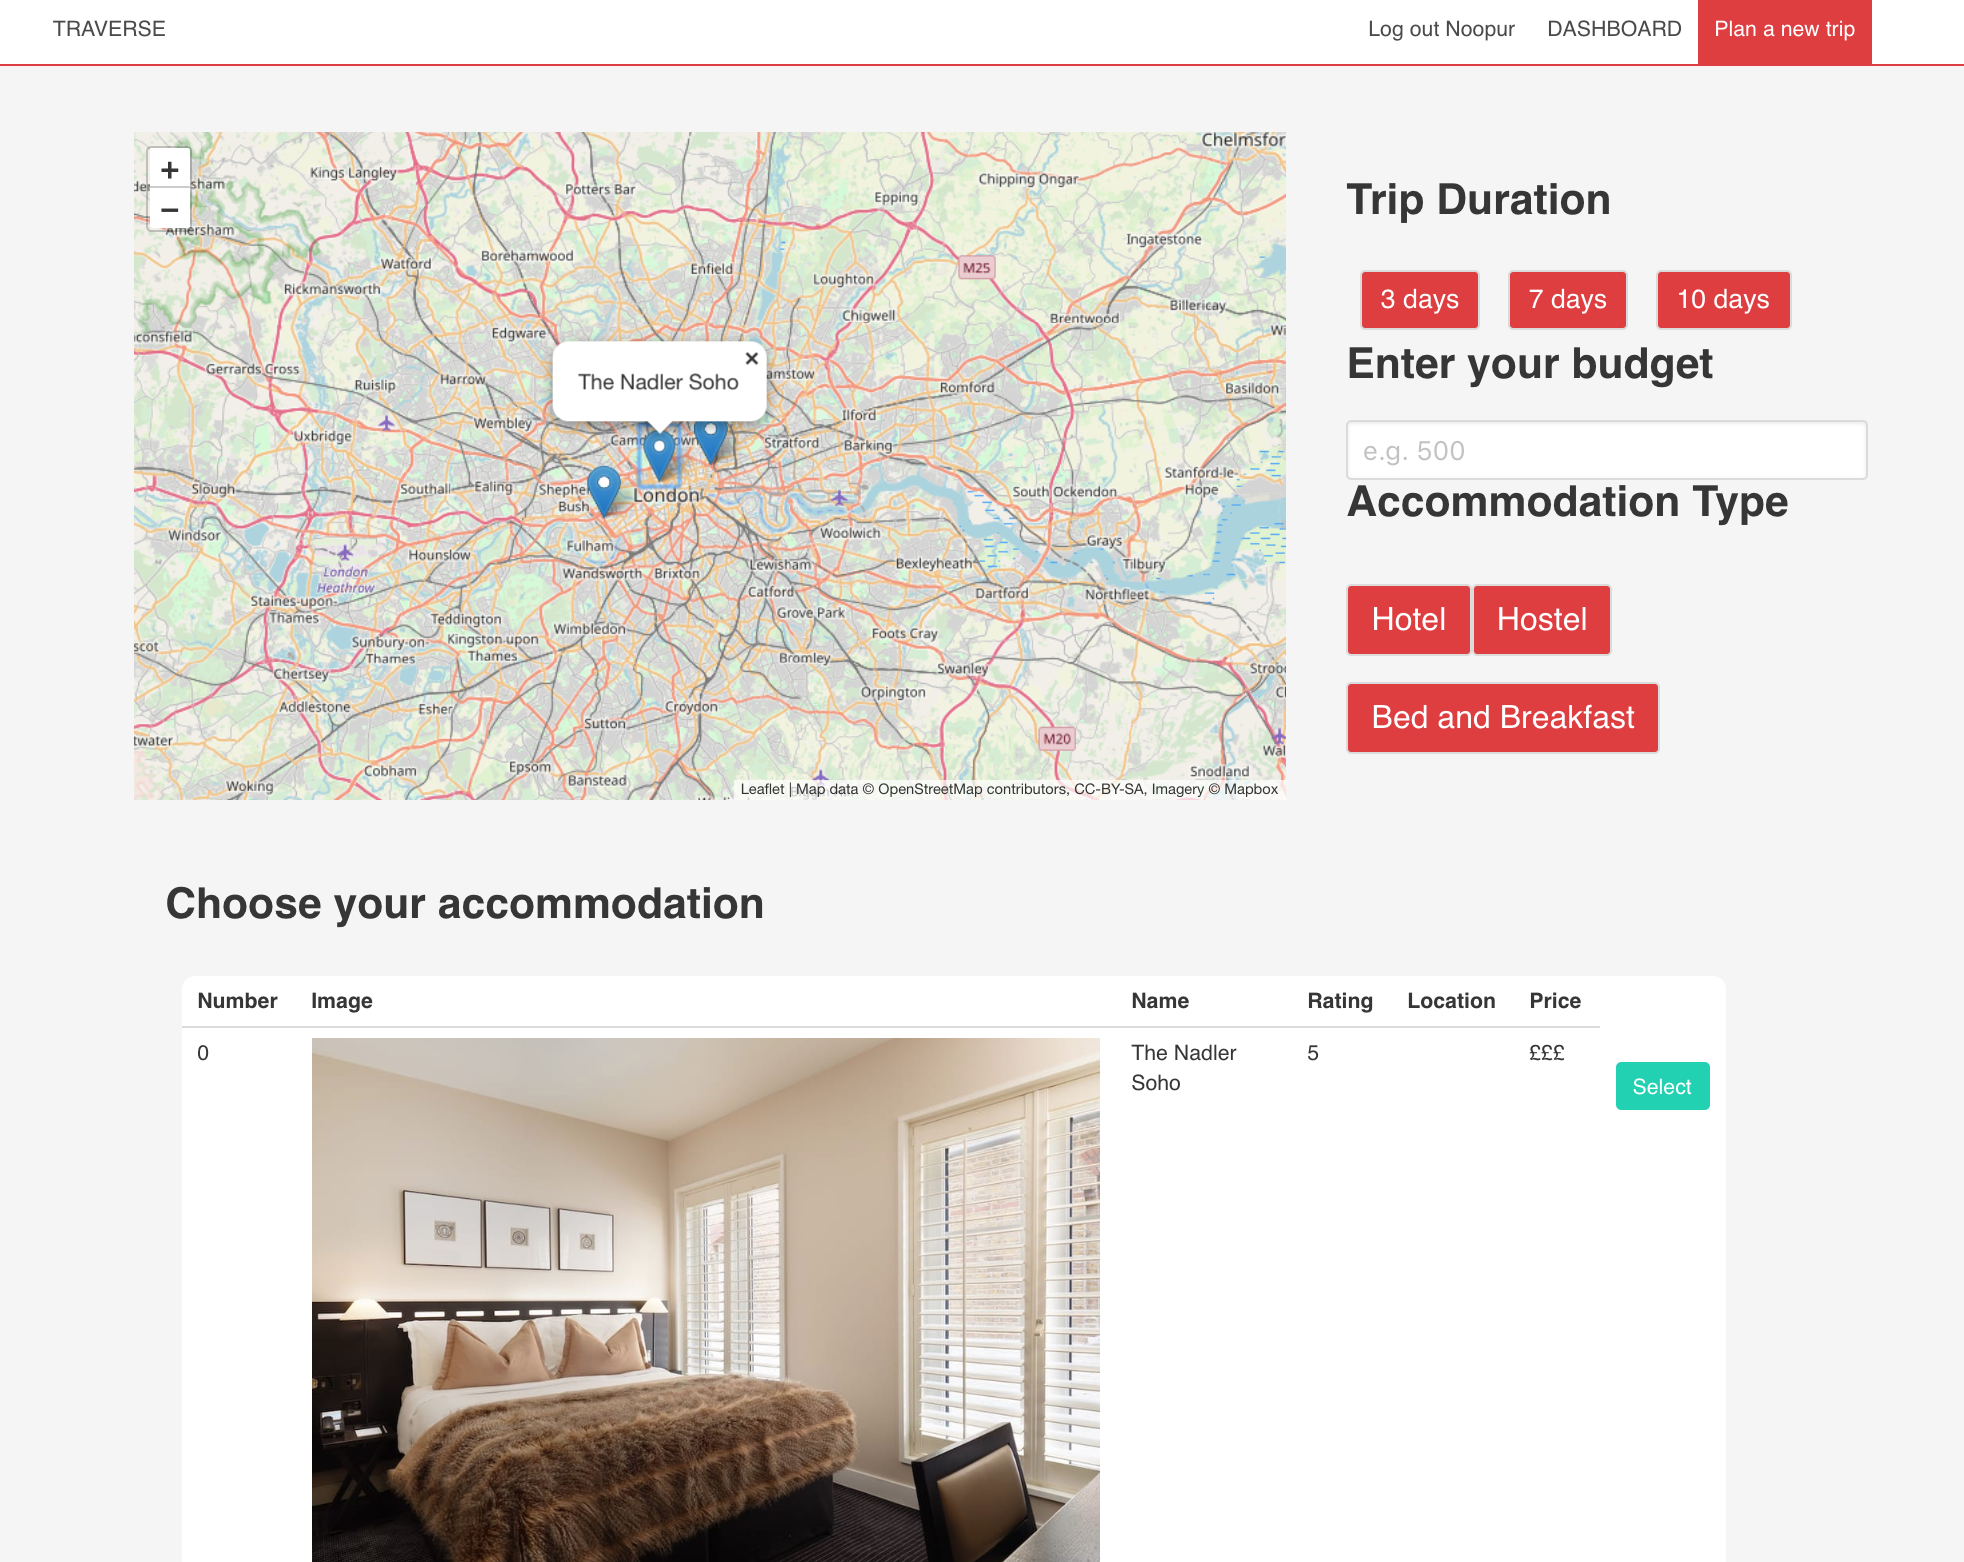 TRAVERSE
Log out Noopur
DASHBOARD
Plan a new trip
+
−
Chelmsfor
Kings Langley
Potters Bar
Chipping Ongar
Epping
sham
Amersham
Ingatestone
Watford
Borehamwood
Enfield
M25
Loughton
Rickmansworth
Billericay
Chigwell
Brentwood
Edgware
consfield
Gerrards Cross
Ruislip
Harrow
×
The Nadler Soho
amstow
Romford
Basildon
Ilford
Uxbridge
Wembley
Stratford
Barking
Stanford-le-
Hope
Slough
Southall
Ealing
London
South Ockendon
Bush
Windsor
Woolwich
Hounslow
Fulham
Grays
London
Heathrow
Wandsworth
Brixton
Lewisham
Bexleyheath
Tilbury
Catford
Dartford
Northfleet
Staines-upon-
Thames
Teddington
Grove Park
Wimbledon
Foots Cray
Kingston upon
Thames
Sunbury-on-
Thames
scot
Bromley
Swanley
Chertsey
Orpington
Addlestone
Esher
Croydon
Sutton
twater
M20
Cobham
Epsom
Banstead
Snodland
Woking
Leaflet | Map data © OpenStreetMap contributors, CC-BY-SA, Imagery © Mapbox
Trip Duration
3 days
7 days
10 days
Enter your budget
e.g. 500
Accommodation Type
Hotel
Hostel
Bed and Breakfast
Choose your accommodation
Number Image Name Rating Location Price
0 The Nadler 5 £££
Soho
Select